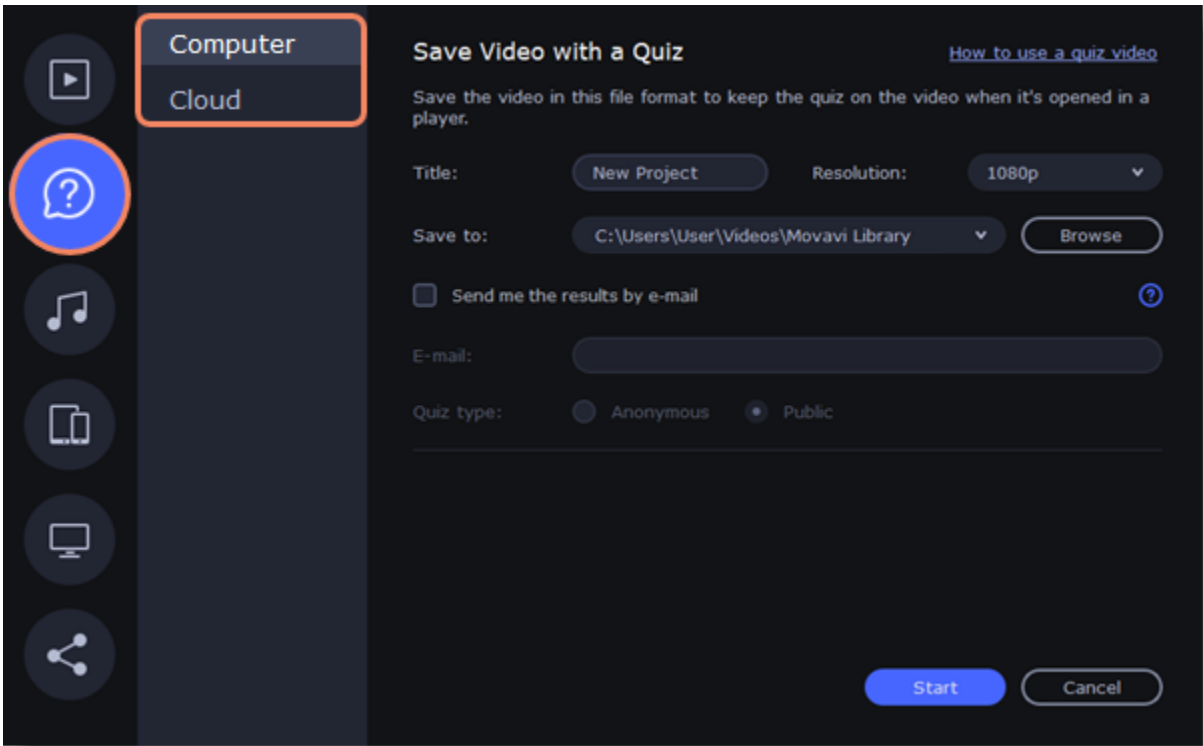 Computer
Cloud
Save Video with a Quiz
How to use a quiz video
Save the video in this file format to keep the quiz on the video when it's opened in a
player.
Title:
New Project
Resolution:
1080p
Save to:
C:\Users\User\Videos\Movavi Library
Browse
Send me the results by e-mail
?
E-mail:
Quiz type:
Anonymous
Public
Start
Cancel